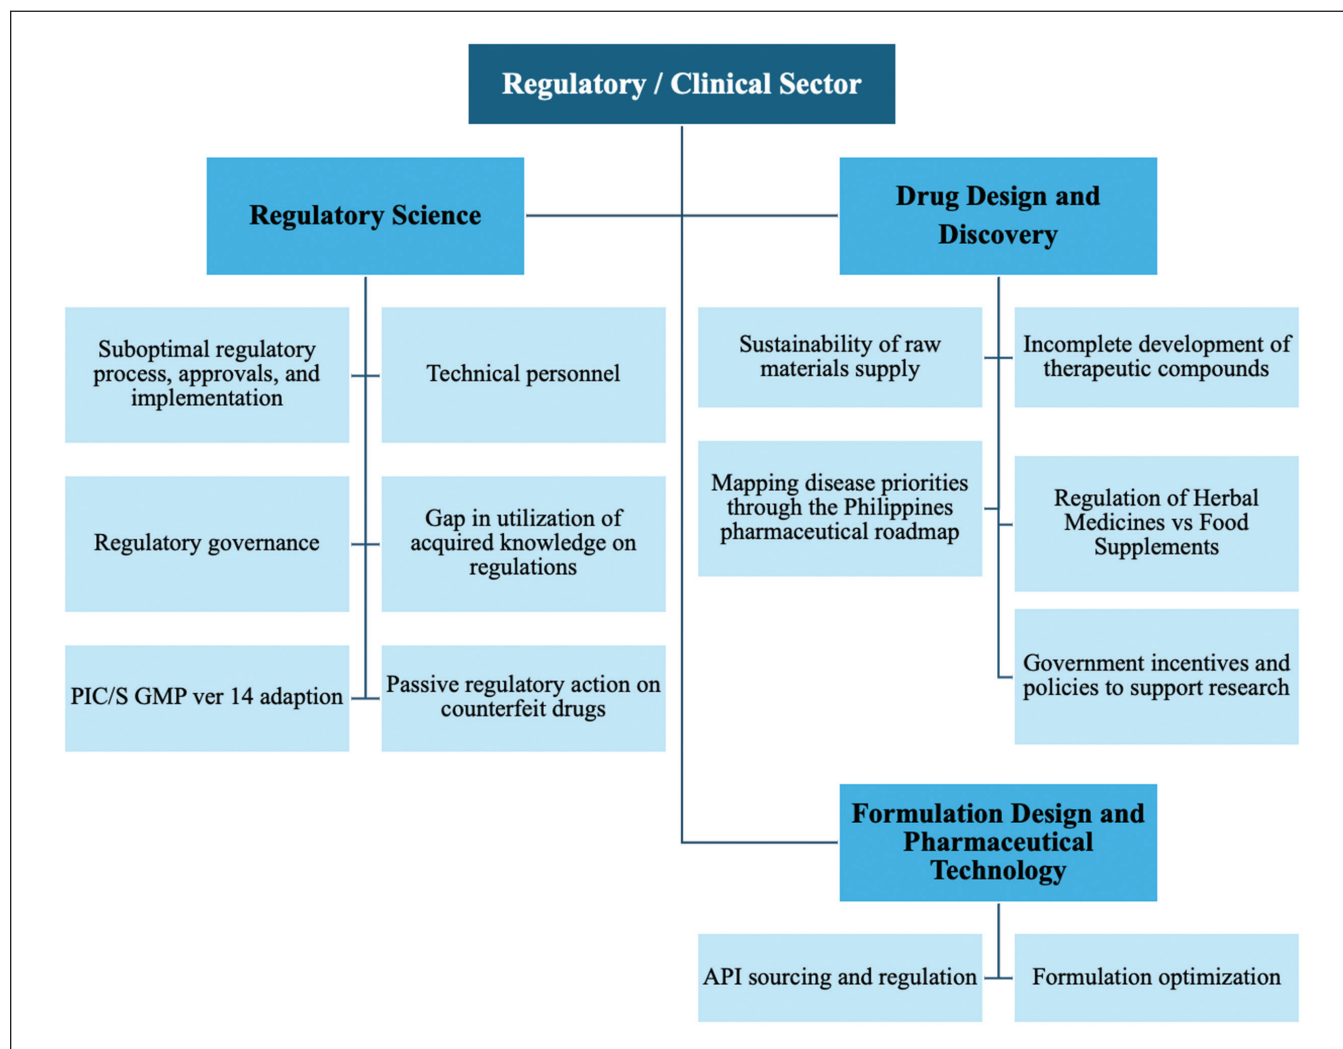 Regulatory / Clinical Sector
Regulatory Science
Suboptimal regulatory
process, approvals, and
implementation
Technical personnel
Regulatory governance
Gap in utilization of
acquired knowledge on
regulations
PIC/S GMP ver 14 adaption
Passive regulatory action on
counterfeit drugs
Drug Design and
Discovery
Sustainability of raw
materials supply
Incomplete development of
therapeutic compounds
Mapping disease priorities
through the Philippines
pharmaceutical roadmap
Regulation of Herbal
Medicines vs Food
Supplements
Government incentives and
policies to support research
Formulation Design and
Pharmaceutical
Technology
API sourcing and regulation
Formulation optimization